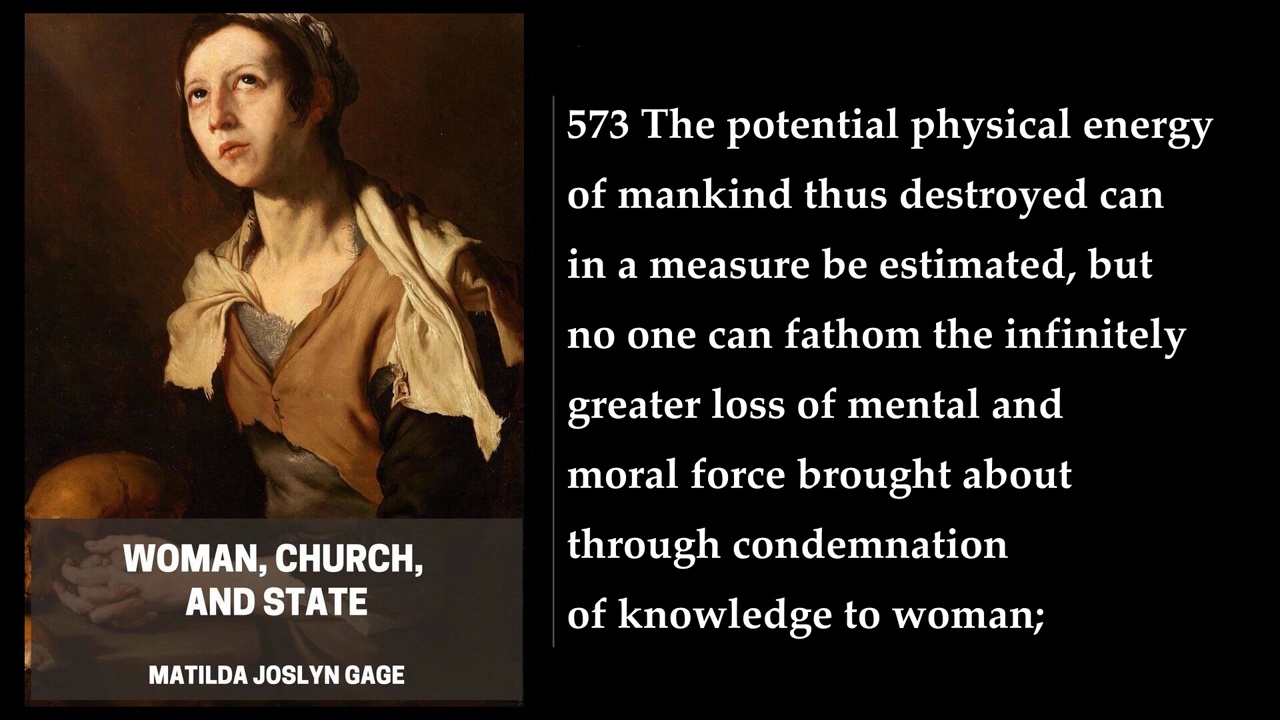 WOMAN, CHURCH,
AND STATE
MATILDA JOSLYN GAGE
573 The potential physical energy
of mankind thus destroyed can
in a measure be estimated, but
no one can fathom the infinitely
greater loss of mental and
moral force brought about
through condemnation
of knowledge to woman;